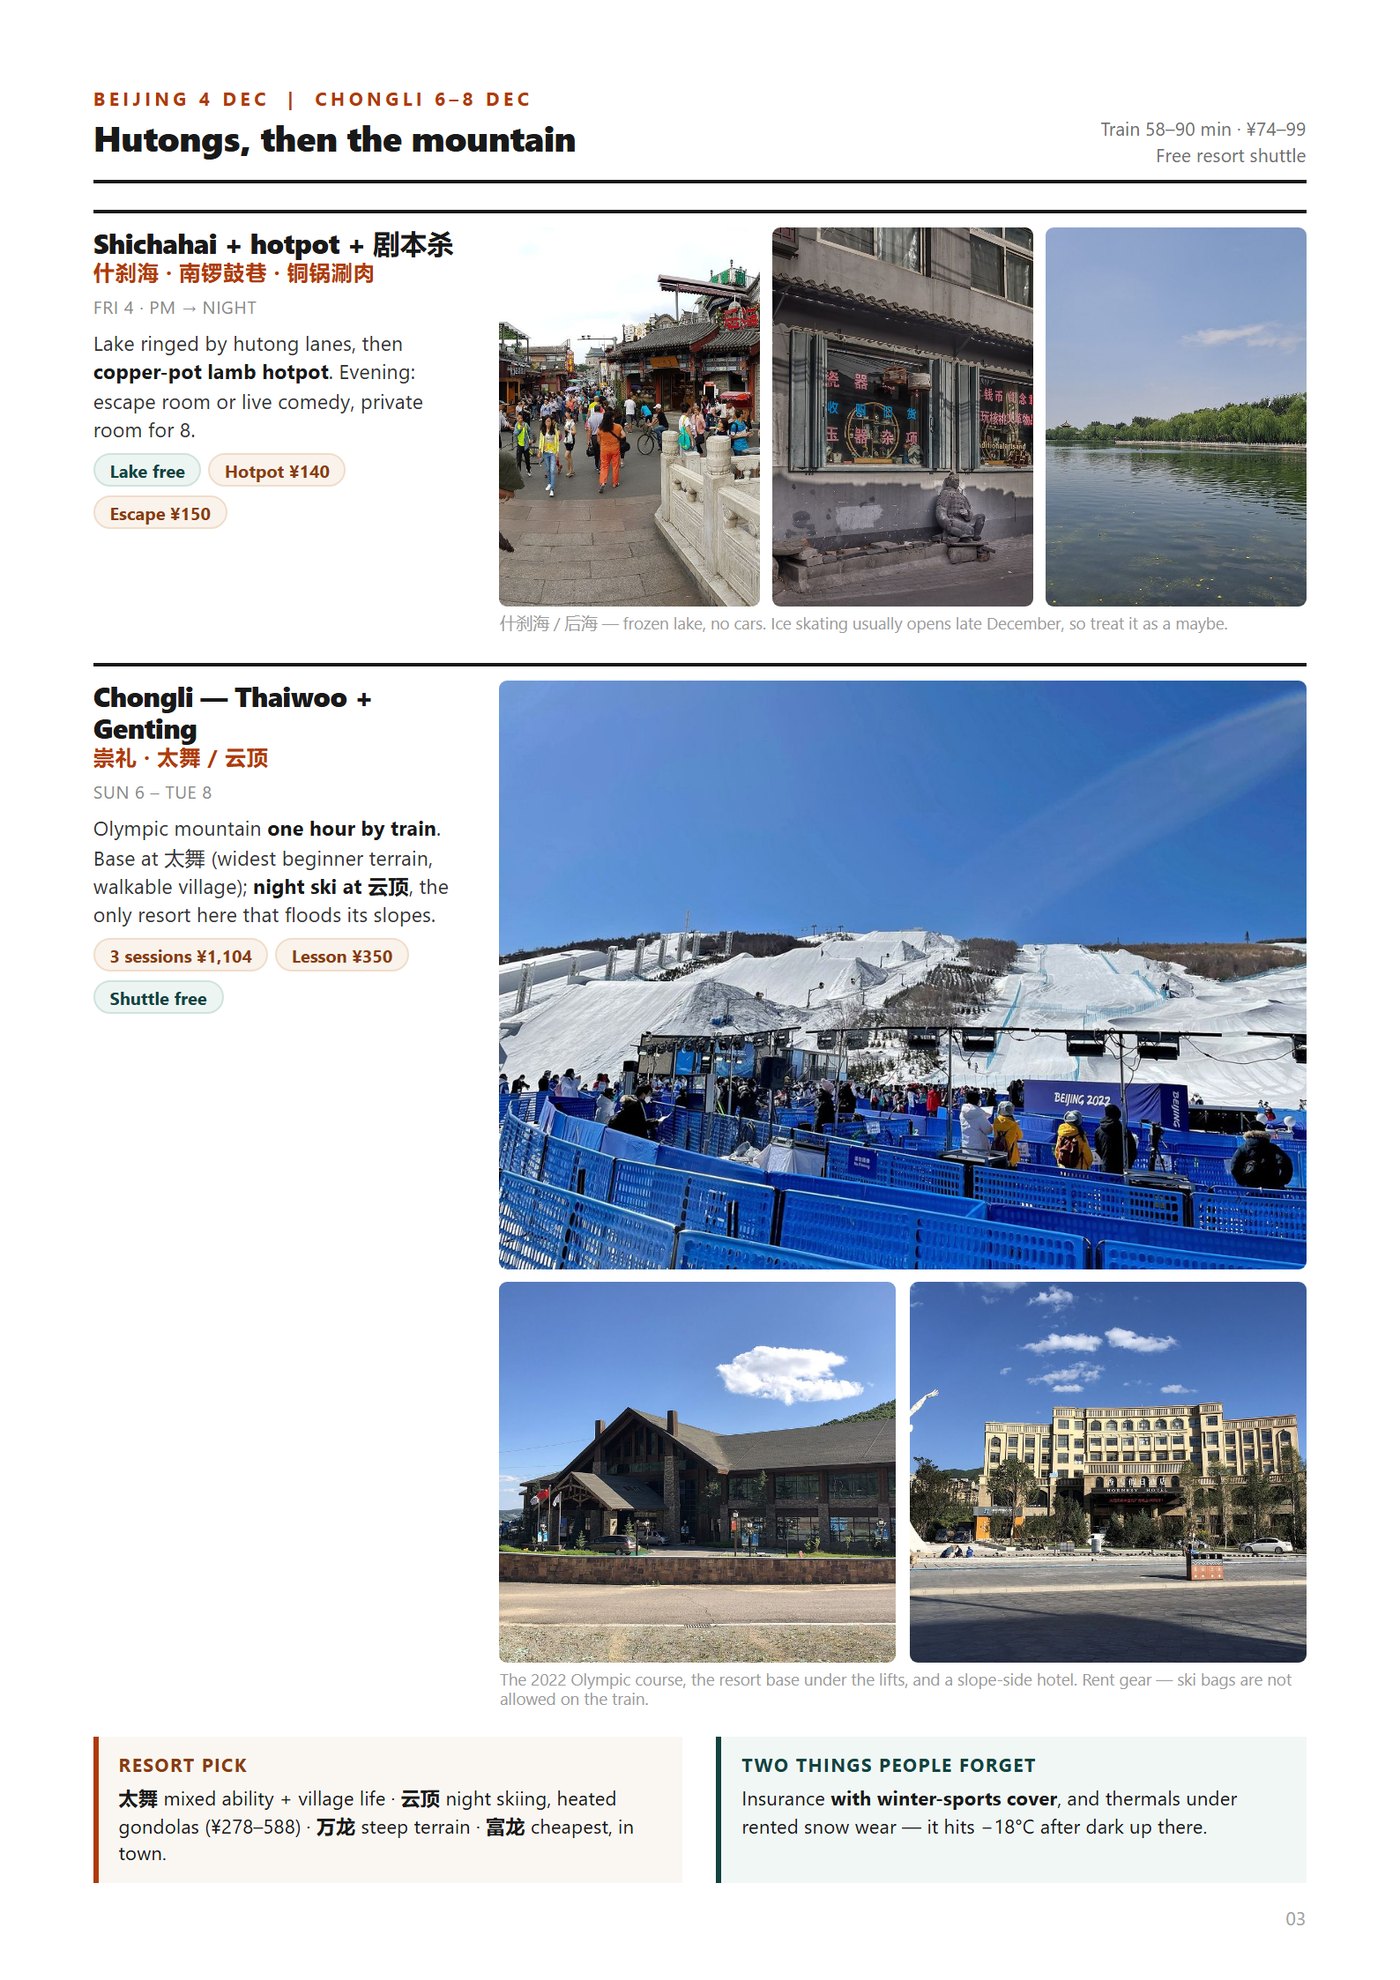 BEIJING 4 DEC | CHONGLI 6–8 DEC
Hutongs, then the mountain
Train 58–90 min · ¥74–99
Free resort shuttle
Shichahai + hotpot + 剧本杀
什刹海 · 南锣鼓巷 · 铜锅涮肉
FRI 4 · PM → NIGHT
Lake ringed by hutong lanes, then
copper-pot lamb hotpot. Evening:
escape room or live comedy, private
room for 8.
Lake free
Hotpot ¥140
Escape ¥150
瓷器
收 货
玉器杂项
钱币
什刹海 / 后海 — frozen lake, no cars. Ice skating usually opens late December, so treat it as a maybe.
Chongli — Thaiwoo +
Genting
崇礼 · 太舞 / 云顶
SUN 6 – TUE 8
Olympic mountain one hour by train.
Base at 太舞 (widest beginner terrain,
walkable village); night ski at 云顶, the
only resort here that floods its slopes.
3 sessions ¥1,104
Lesson ¥350
Shuttle free
BEIJING 2022
BEIJING
The 2022 Olympic course, the resort base under the lifts, and a slope-side hotel. Rent gear — ski bags are not
allowed on the train.
RESORT PICK
太舞 mixed ability + village life · 云顶 night skiing, heated
gondolas (¥278–588) · 万龙 steep terrain · 富龙 cheapest, in
town.
TWO THINGS PEOPLE FORGET
Insurance with winter-sports cover, and thermals under
rented snow wear — it hits −18°C after dark up there.
03